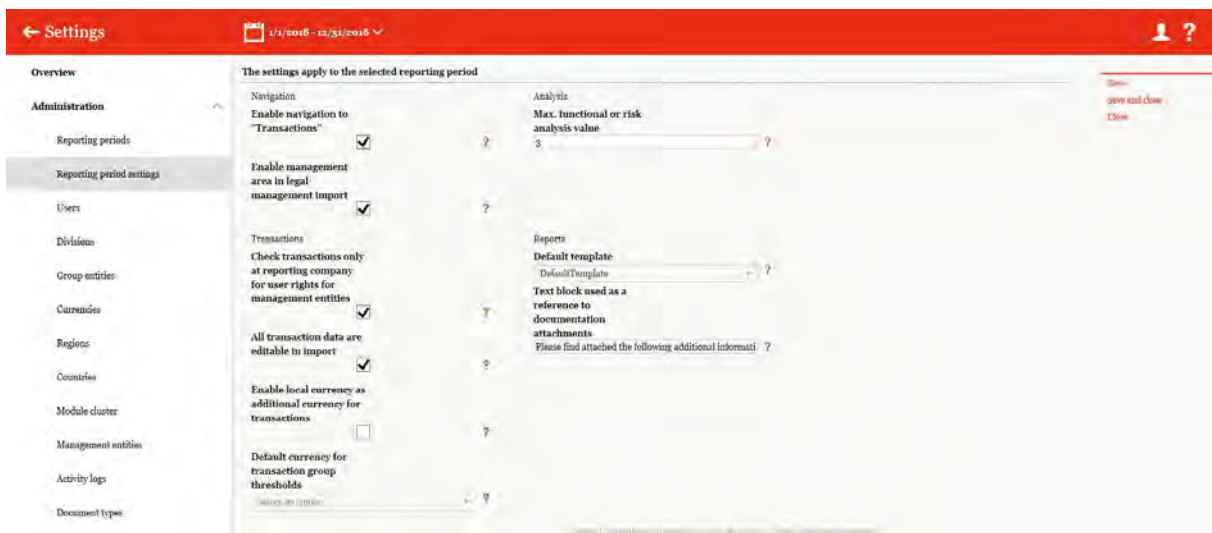 ← Settings
1/1/2018 - 12/31/2018
?
Overview
Administration
Reporting periods
Reporting period settings
Users
Divisions
Group entities
Currencies
Regions
Countries
Module cluster
Management entities
Activity logs
Document types
The settings apply to the selected reporting period
Navigation
Enable navigation to
"Transactions"
?
Enable management
area in legal
management import
?
Transactions
Check transactions only
at reporting company
for user rights for
management entities
?
All transaction data are
editable in import
?
Enable local currency as
additional currency for
transactions
?
Default currency for
transaction group
thresholds
Select an option
?
Analysis
Max. functional or risk
analysis value
3
?
Reports
Default template
DefaultTemplate
?
Text block used as a
reference to
documentation
attachments
Please find attached the following additional informati
?
Save
Save and close
Close